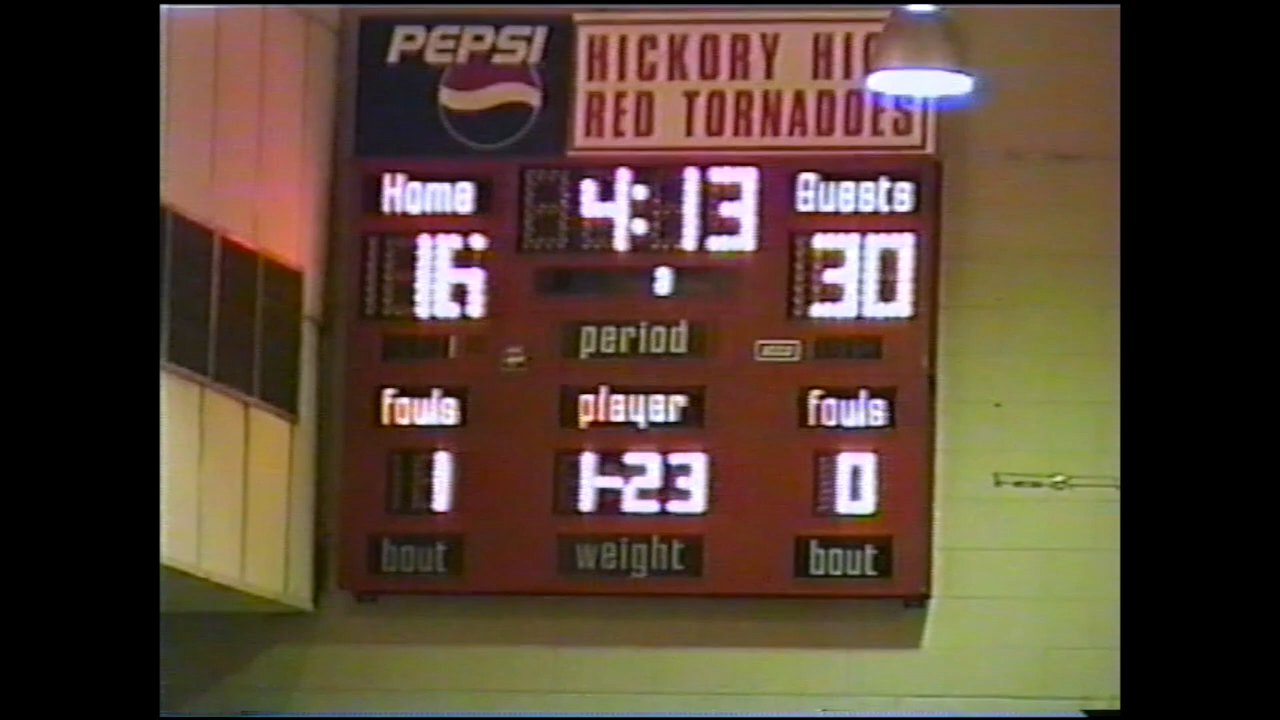 PEPSI
HICKORY HIG
RED TORNADOES
Home
4:13
Guests
16
30
period
fouls
player
fouls
1
1-23
0
bout
weight
bout